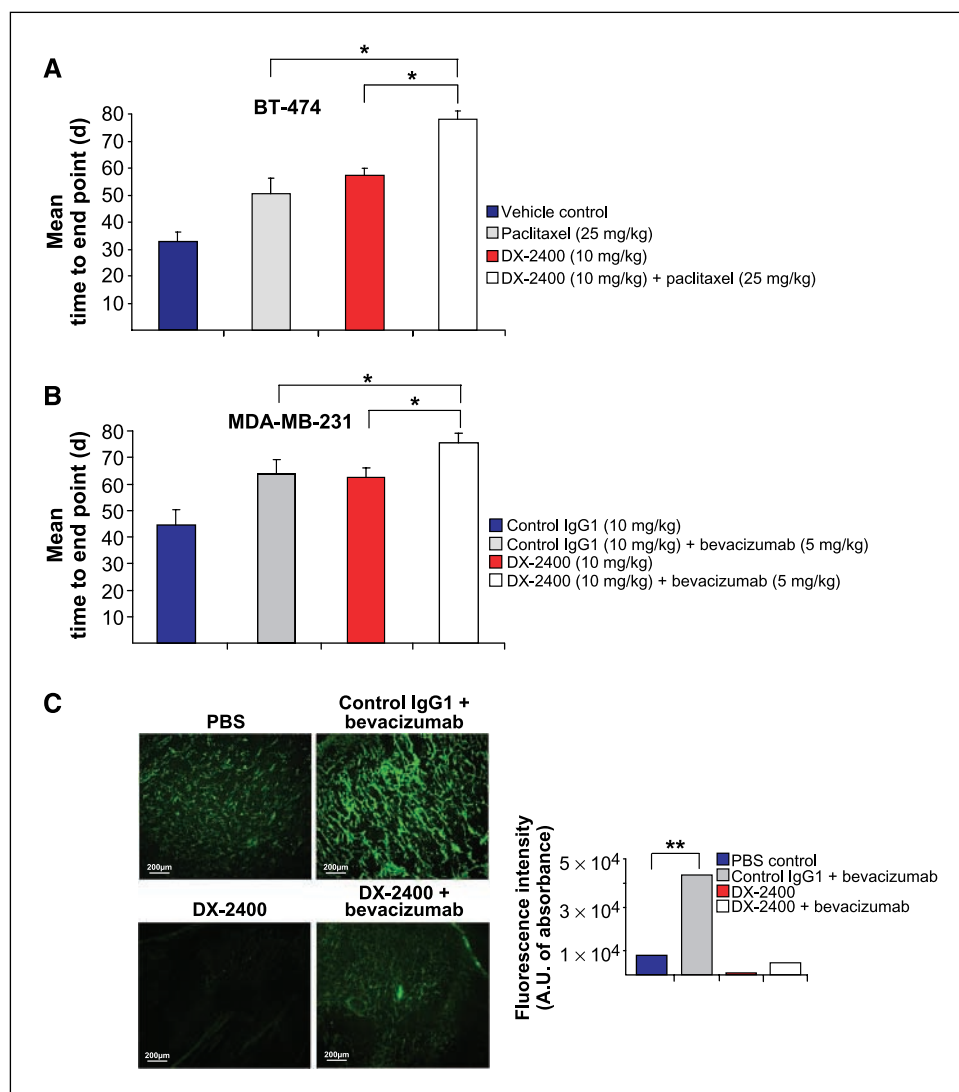 A
*
*
BT-474
80
70
60
50
40
30
20
10
Mean
time to end point (d)
Vehicle control
Paclitaxel (25 mg/kg)
DX-2400 (10 mg/kg)
DX-2400 (10 mg/kg) + paclitaxel (25 mg/kg)
B
*
*
MDA-MB-231
80
70
60
50
40
30
20
10
Mean
time to end point (d)
Control IgG1 (10 mg/kg)
Control IgG1 (10 mg/kg) + bevacizumab (5 mg/kg)
DX-2400 (10 mg/kg)
DX-2400 (10 mg/kg) + bevacizumab (5 mg/kg)
C
PBS
Control IgG1 +
bevacizumab
200µm
200µm
DX-2400
DX-2400 +
bevacizumab
200µm
200µm
Fluorescence intensity
(A.U. of absorbance)
5 × 10⁴
3 × 10⁴
1 × 10⁴
**
PBS control
Control IgG1 + bevacizumab
DX-2400
DX-2400 + bevacizumab